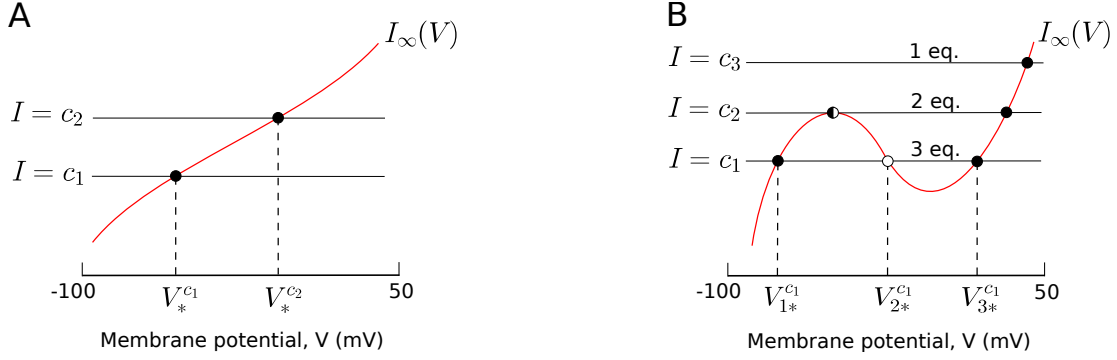 A
I∞(V)
I = c₂
I = c₁
-100
V*^{c₁}
V*^{c₂}
50
Membrane potential, V (mV)
B
I∞(V)
I = c₃
1 eq.
I = c₂
2 eq.
I = c₁
3 eq.
-100
V₁*^{c₁}
V₂*^{c₁}
V₃*^{c₁}
50
Membrane potential, V (mV)